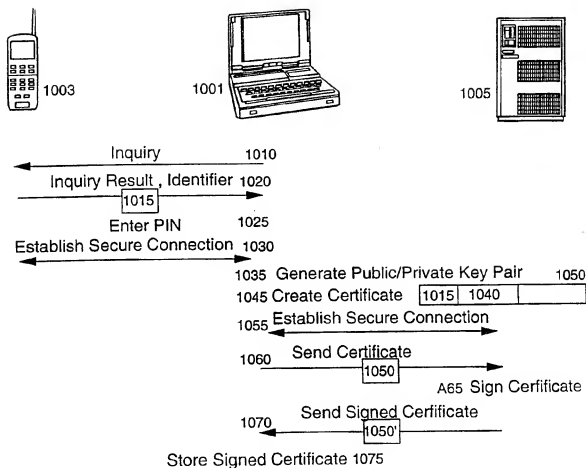 1003
1001
1005
Inquiry 1010
Inquiry Result , Identifier 1020
1015
Enter PIN 1025
Establish Secure Connection 1030
1035 Generate Public/Private Key Pair 1050
1045 Create Certificate 1015 1040
1055 Establish Secure Connection
1060 Send Certificate
1050
A65 Sign Cerfificate
1070 Send Signed Cerfificate
1050'
Store Signed Certificate 1075